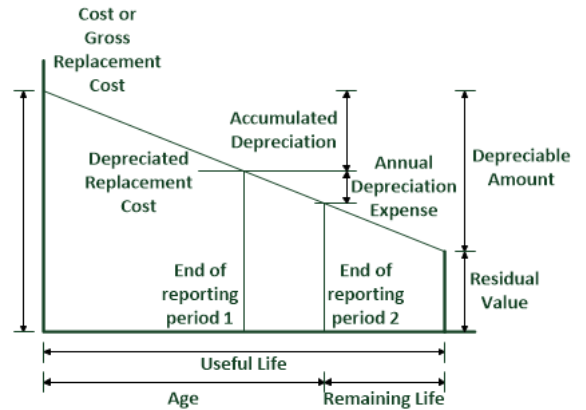 Cost or
Gross
Replacement
Cost
Accumulated
Depreciation
Depreciated
Replacement
Cost
Annual
Depreciation
Expense
Depreciable
Amount
End of
reporting
period 1
End of
reporting
period 2
Residual
Value
Useful Life
Age
Remaining Life